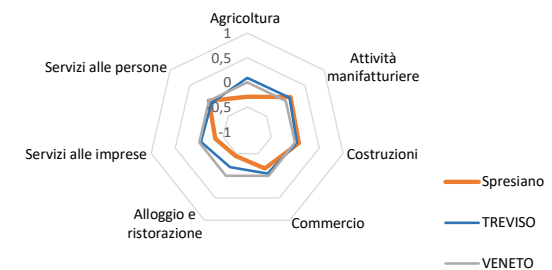 Agricoltura
1
0,5
0
-0,5
-1
Attività
manifatturiere
Costruzioni
Commercio
Alloggio e
ristorazione
Servizi alle imprese
Servizi alle persone
Spresiano
TREVISO
VENETO